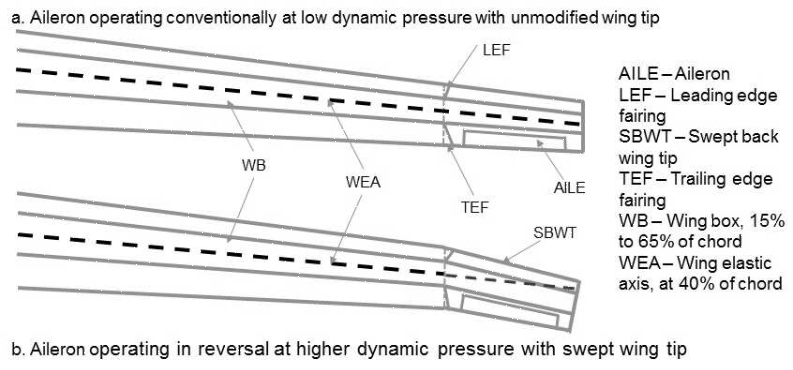 a. Aileron operating conventionally at low dynamic pressure with unmodified wing tip
LEF
AILE – Aileron
LEF – Leading edge
fairing
SBWT – Swept back
wing tip
TEF – Trailing edge
fairing
WB – Wing box, 15%
to 65% of chord
WEA – Wing elastic
axis, at 40% of chord
WB
WEA
TEF
AILE
SBWT
b. Aileron operating in reversal at higher dynamic pressure with swept wing tip